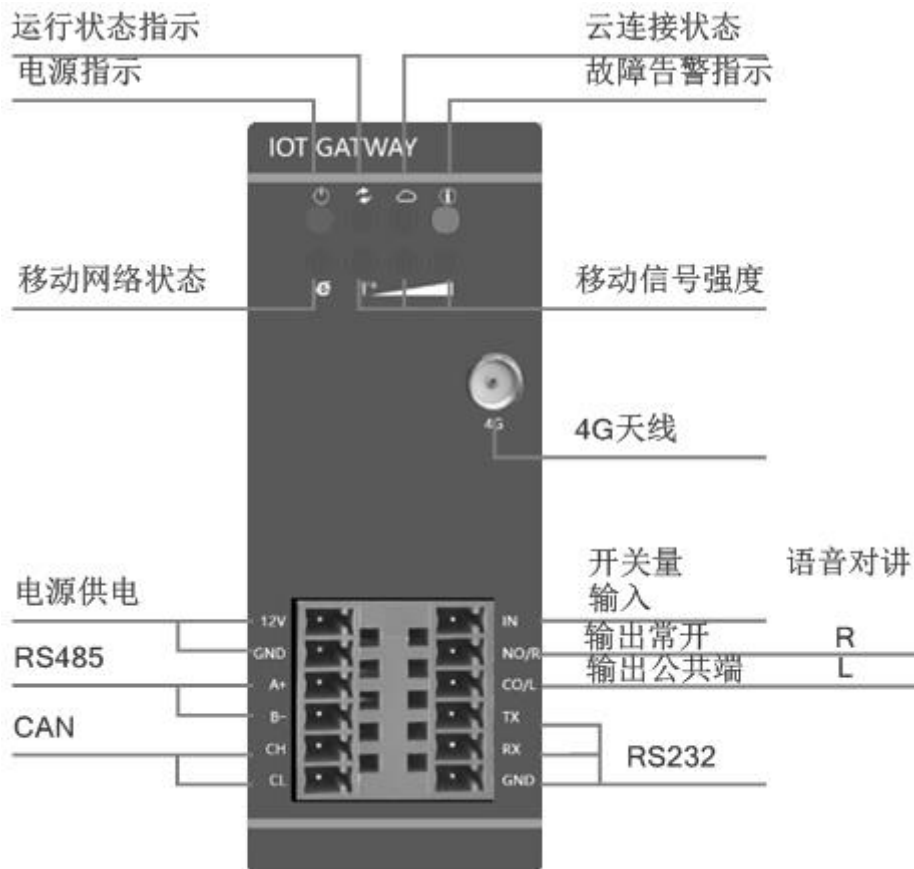 运行状态指示
云连接状态
电源指示
故障告警指示
IOT GATWAY
移动网络状态
移动信号强度
4G
4G天线
开关量
语音对讲
电源供电
输入
12V
IN
输出常开
R
GND
NO/R
RS485
输出公共端
L
A+
CO/L
B-
TX
CAN
CH
RX
RS232
CL
GND